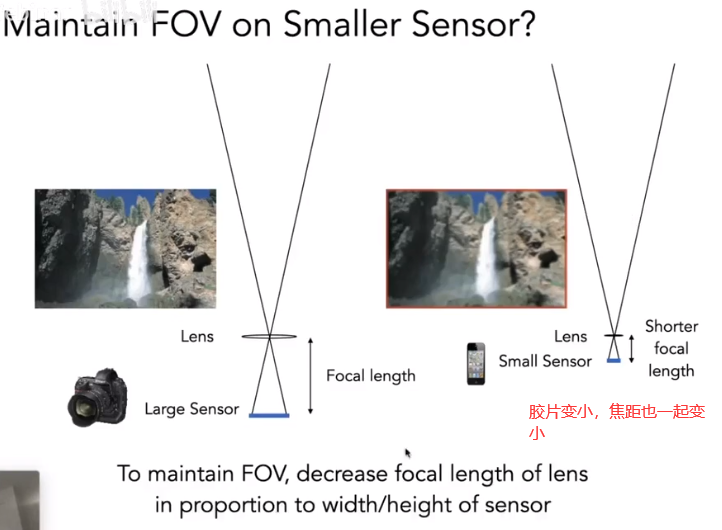 Maintain FOV on Smaller Sensor?
Lens
Focal length
Large Sensor
Lens
Small Sensor
Shorter
focal
length
胶片变小，焦距也一起变
小
To maintain FOV, decrease focal length of lens
in proportion to width/height of sensor